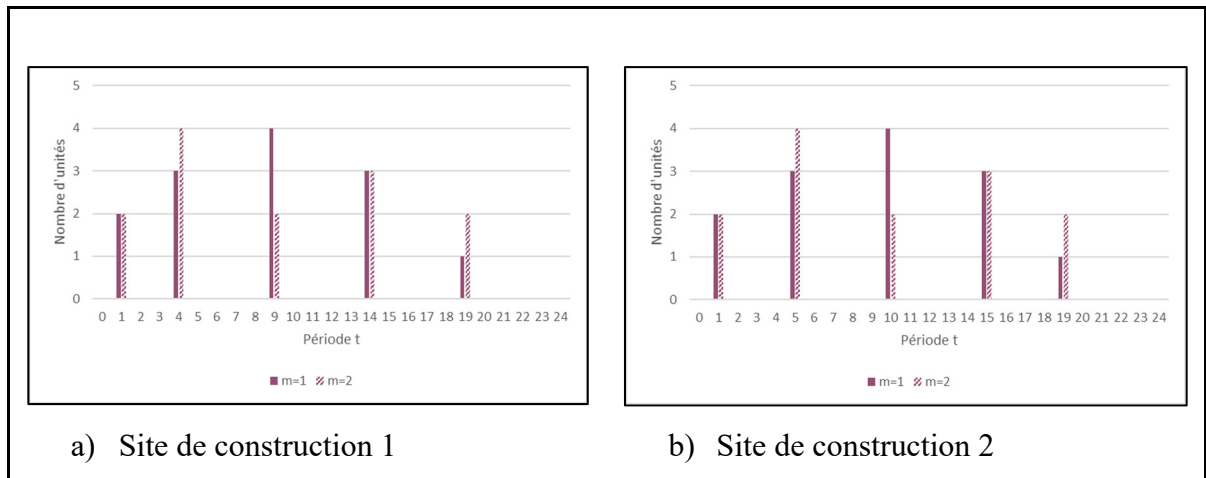 5
4
3
2
1
0
Nombre d'unités
0 1 2 3 4 5 6 7 8 9 10 11 12 13 14 15 16 17 18 19 20 21 22 23 24
Période t
m=1 m=2
a) Site de construction 1
5
4
3
2
1
0
Nombre d'unités
0 1 2 3 4 5 6 7 8 9 10 11 12 13 14 15 16 17 18 19 20 21 22 23 24
Période t
m=1 m=2
b) Site de construction 2